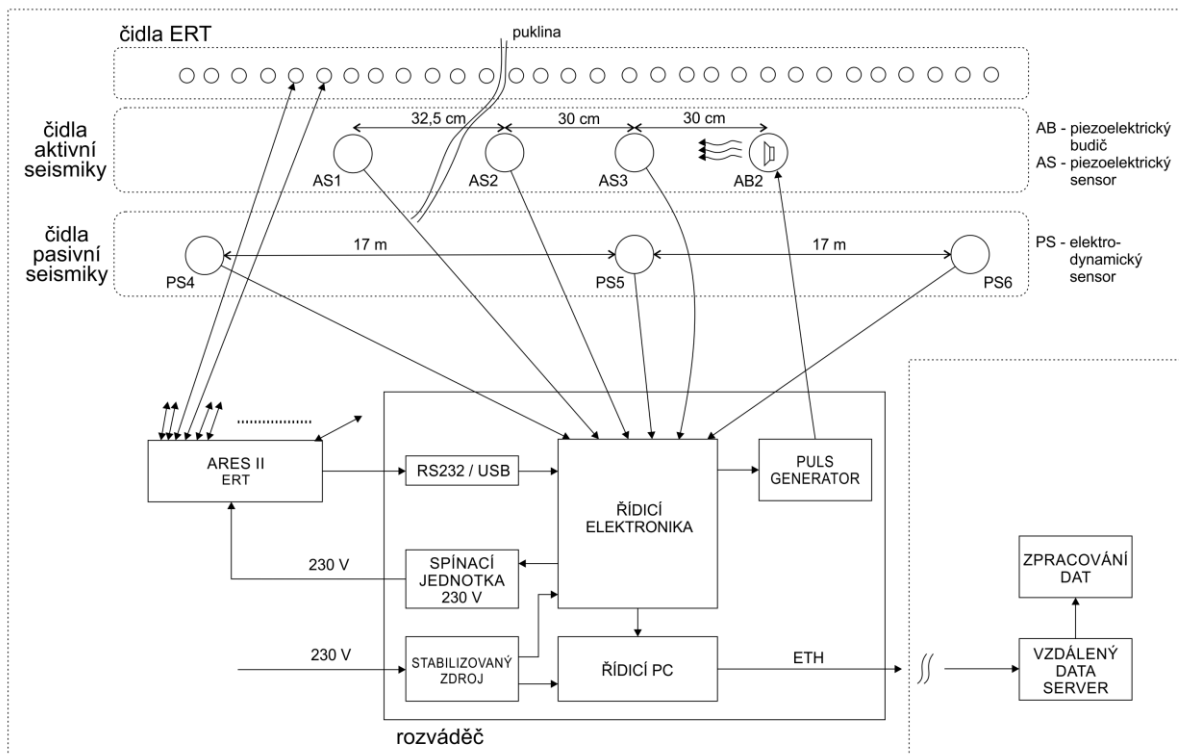 čidla ERT
puklina
čidla
aktivní
seismiky
32,5 cm
30 cm
30 cm
AS1
AS2
AS3
AB2
AB - piezoelektrický
budič
AS - piezoelektrický
sensor
čidla
pasivní
seismiky
17 m
17 m
PS4
PS5
PS6
PS - elektro-
dynamický
sensor
ARES II
ERT
RS232 / USB
ŘÍDICÍ
ELEKTRONIKA
PULS
GENERATOR
230 V
SPÍNACÍ
JEDNOTKA
230 V
230 V
STABILIZOVANÝ
ZDROJ
ŘÍDICÍ PC
ETH
ZPRACOVÁNÍ
DAT
VZDÁLENÝ
DATA
SERVER
rozváděč